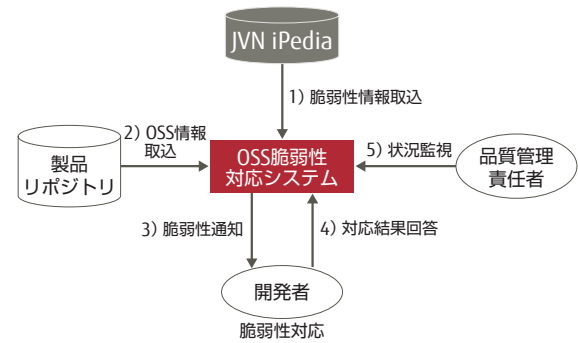 JVN iPedia
1）脆弱性情報取込
2）OSS情報
取込
製品
リポジトリ
OSS脆弱性
対応システム
5）状況監視
品質管理
責任者
3）脆弱性通知
4）対応結果回答
開発者
脆弱性対応